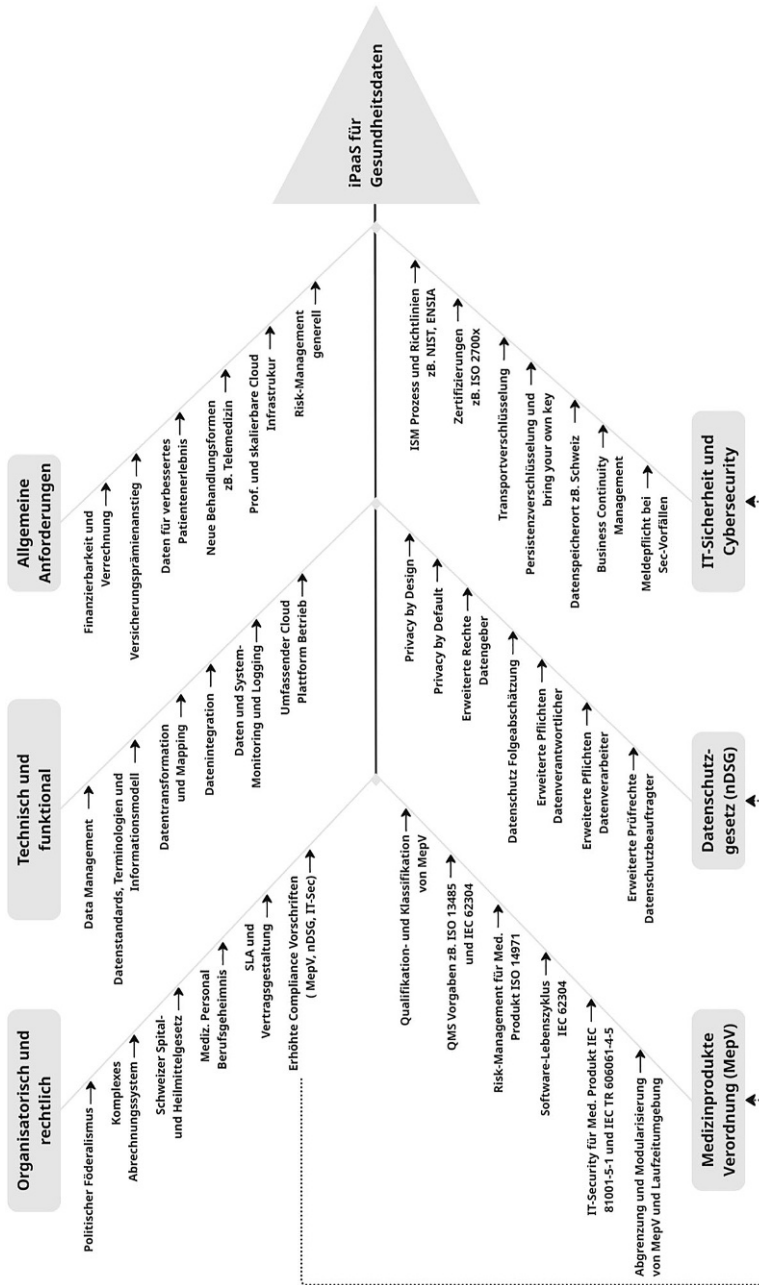 Organisatorisch und
rechtlich
Politischer Föderalismus
Komplexes
Abrechnungssystem
Schweizer Spital-
und Heilmittelgesetz
Mediz. Personal
Berufsgeheimnis
SLA und
Vertragsgestaltung
Erhöhte Compliance Vorschriften
( MepV, nDSG, IT-Sec)
Technisch und
funktional
Data Management
Datenstandards, Terminologien und
Informationsmodell
Datentransformation
und Mapping
Datenintegration
Daten und System-
Monitoring und Logging
Umfassender Cloud
Plattform Betrieb
Allgemeine
Anforderungen
Finanzierbarkeit und
Verrechnung
Versicherungsprämienanstieg
Daten für verbessertes
Patientenerlebnis
Neue Behandlungsformen
zB. Telemedizin
Prof. und skalierbare Cloud
Infrastrukur
Risk-Management
generell
iPaaS für
Gesundheitsdaten
Qualifikation- und Klassifikation
von MepV
QMS Vorgaben zB. ISO 13485
und IEC 62304
Risk-Management für Med.
Produkt ISO 14971
Software-Lebenszyklus
IEC 62304
IT-Security für Med. Produkt IEC
81001-5-1 und IEC TR 606061-4-5
Abgrenzung und Modularisierung
von MepV und Laufzeitumgebung
Medizinprodukte
Verordnung (MepV)
Privacy by Design
Privacy by Default
Erweiterte Rechte
Datengeber
Datenschutz Folgeabschätzung
Erweiterte Pflichten
Datenverantwortlicher
Erweiterte Pflichten
Datenverarbeiter
Erweiterte Prüfrechte
Datenschutzbeauftragter
Datenschutz-
gesetz (nDSG)
ISM Prozess und Richtlinien
zB. NIST, ENSIA
Zertifizierungen
zB. ISO 2700x
Transportverschlüsselung
Persistenzverschlüsselung und
bring your own key
Datenspeicherort zB. Schweiz
Business Continuity
Management
Meldepflicht bei
Sec-Vorfällen
IT-Sicherheit und
Cybersecurity